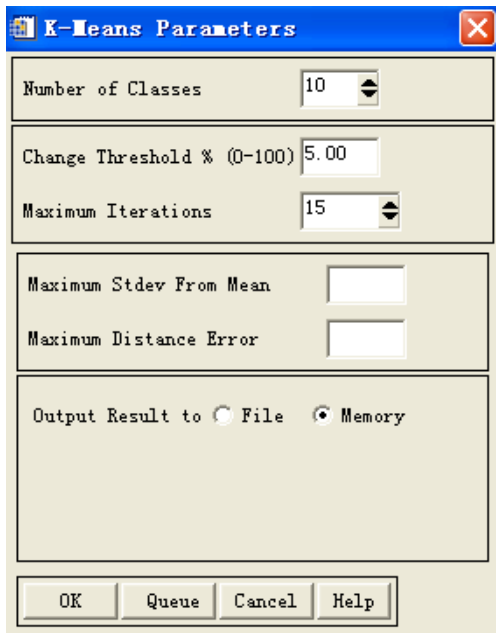 K-Means Parameters
Number of Classes 10
Change Threshold % (0-100) 5.00
Maximum Iterations 15
Maximum Stdev From Mean
Maximum Distance Error
Output Result to File Memory
OK Queue Cancel Help